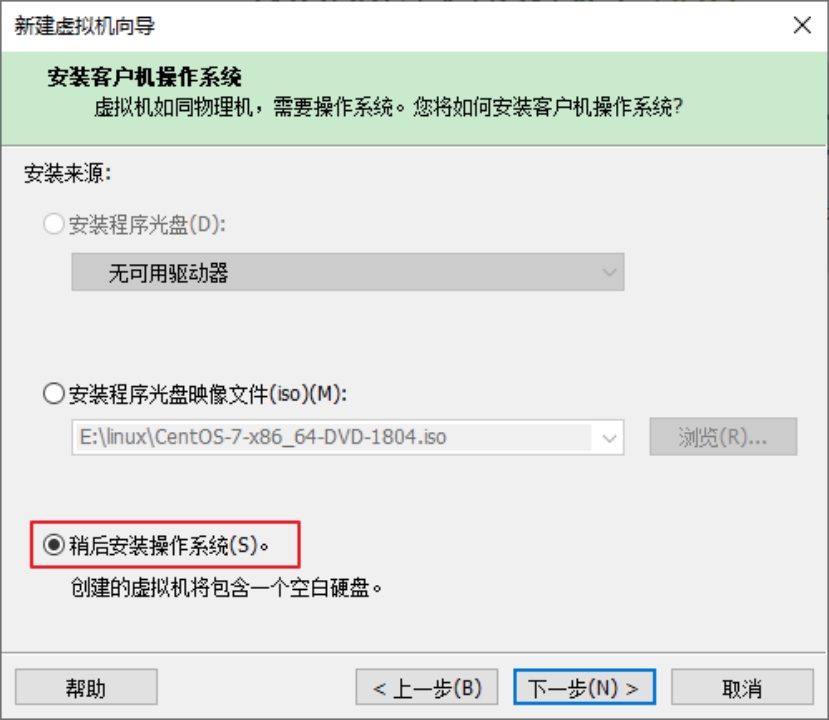 新建虚拟机向导
安装客户机操作系统
虚拟机如同物理机，需要操作系统。您将如何安装客户机操作系统?
安装来源:
安装程序光盘(D):
无可用驱动器
安装程序光盘映像文件(iso)(M):
E:\linux\CentOS-7-x86_64-DVD-1804.iso
浏览(R)...
稍后安装操作系统(S)。
创建的虚拟机将包含一个空白硬盘。
帮助
< 上一步(B)
下一步(N) >
取消